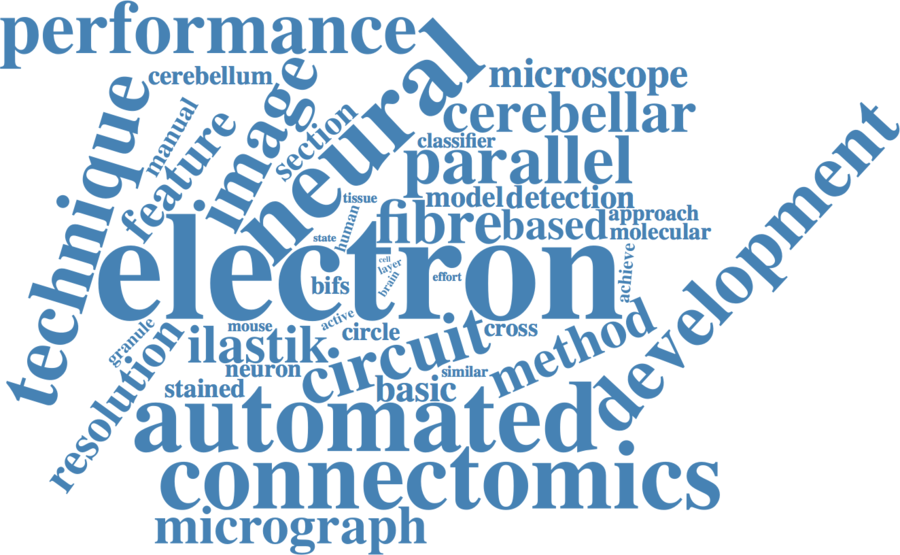 performance
neural
cerebellum
image
microscope
technique
manual
feature
section
cerebellar
classifier
parallel
development
tissue
model
detection
human
fibre
based
approach
molecular
state
electron
cell
layer
brain
effort
achieve
bifs
active
granule
resolution
mouse
ilastik
circle
circuit
cross
method
neuron
similar
stained
basic
automated
connectomics
micrograph